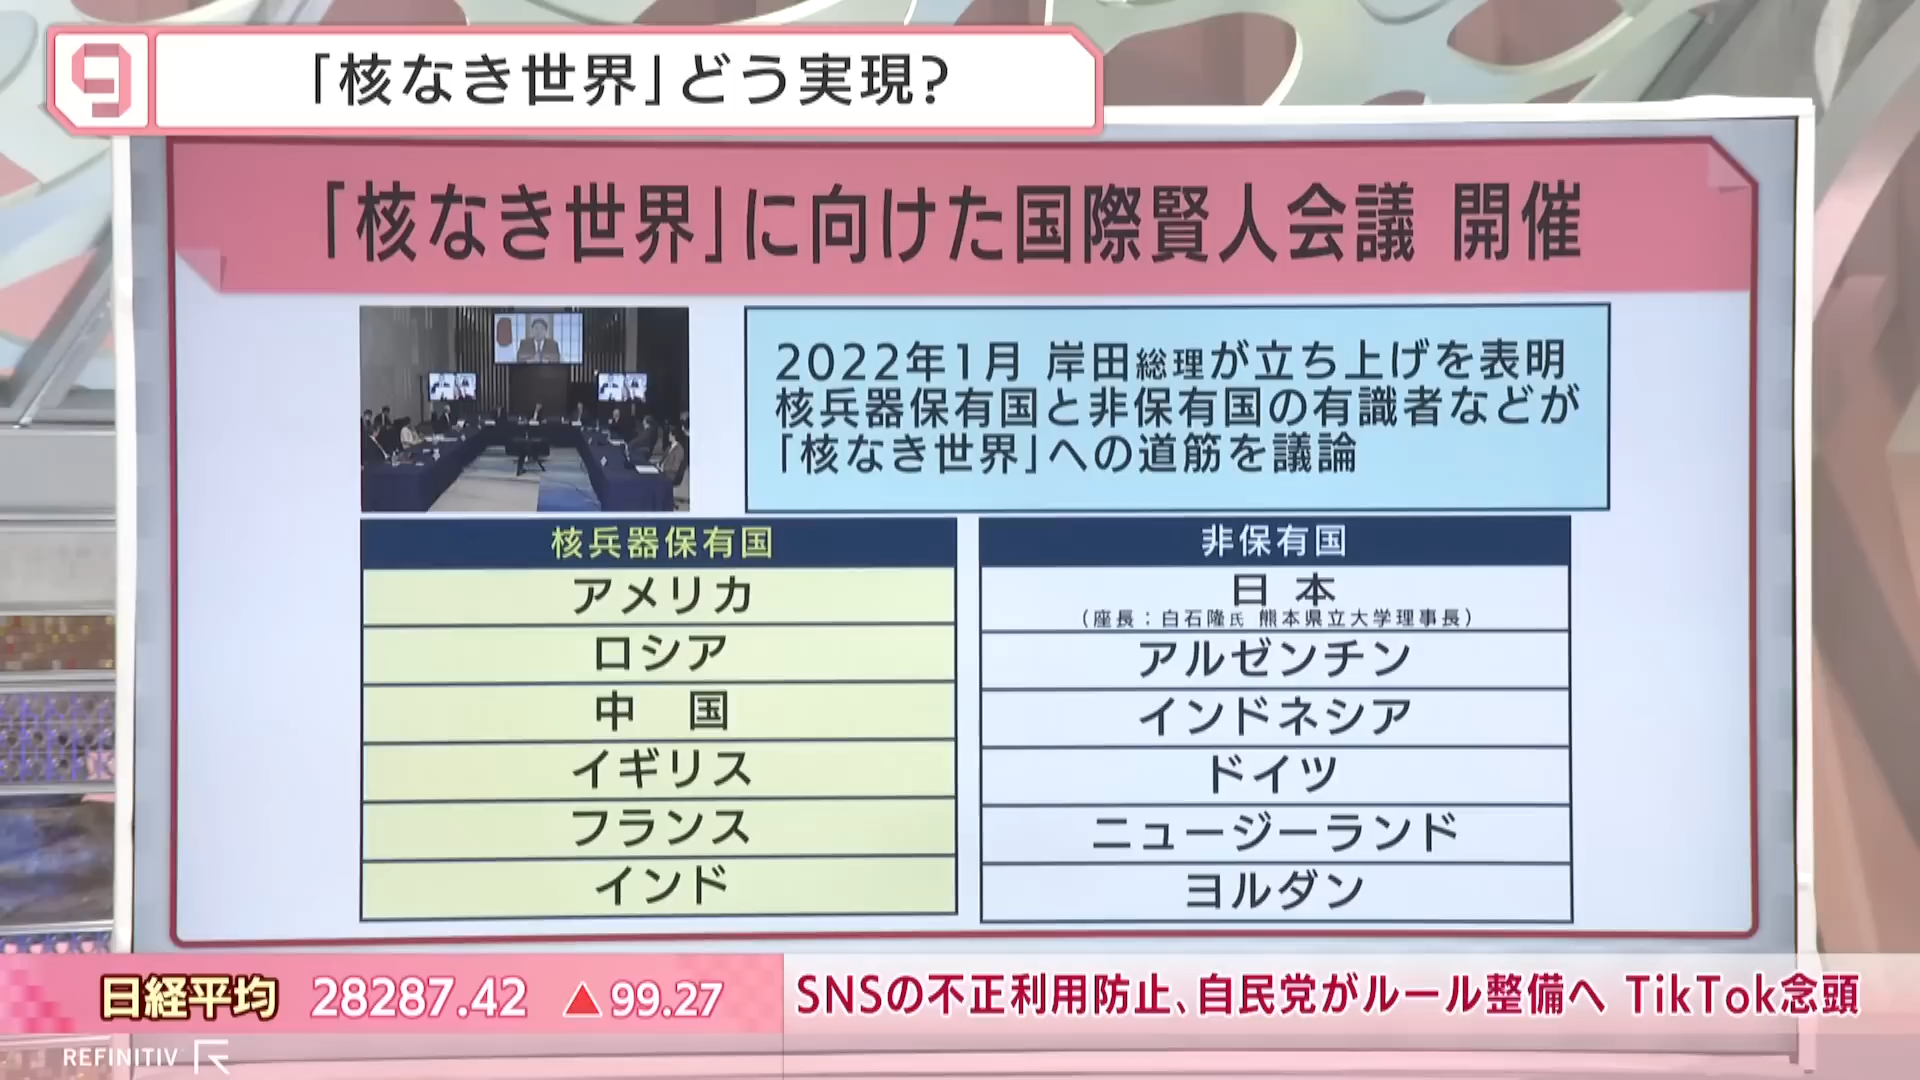 9
「核なき世界」どう実現?
「核なき世界」に向けた国際賢人会議 開催
2022年1月 岸田総理が立ち上げを表明
核兵器保有国と非保有国の有識者などが
「核なき世界」への道筋を議論
核兵器保有国
アメリカ
ロシア
中 国
イギリス
フランス
インド
非保有国
日 本
(座長:白石隆氏 熊本県立大学理事長)
アルゼンチン
インドネシア
ドイツ
ニュージーランド
ヨルダン
日経平均 28287.42 ▲99.27
SNSの不正利用防止、自民党がルール整備へ TikTok念頭
REFINITIV